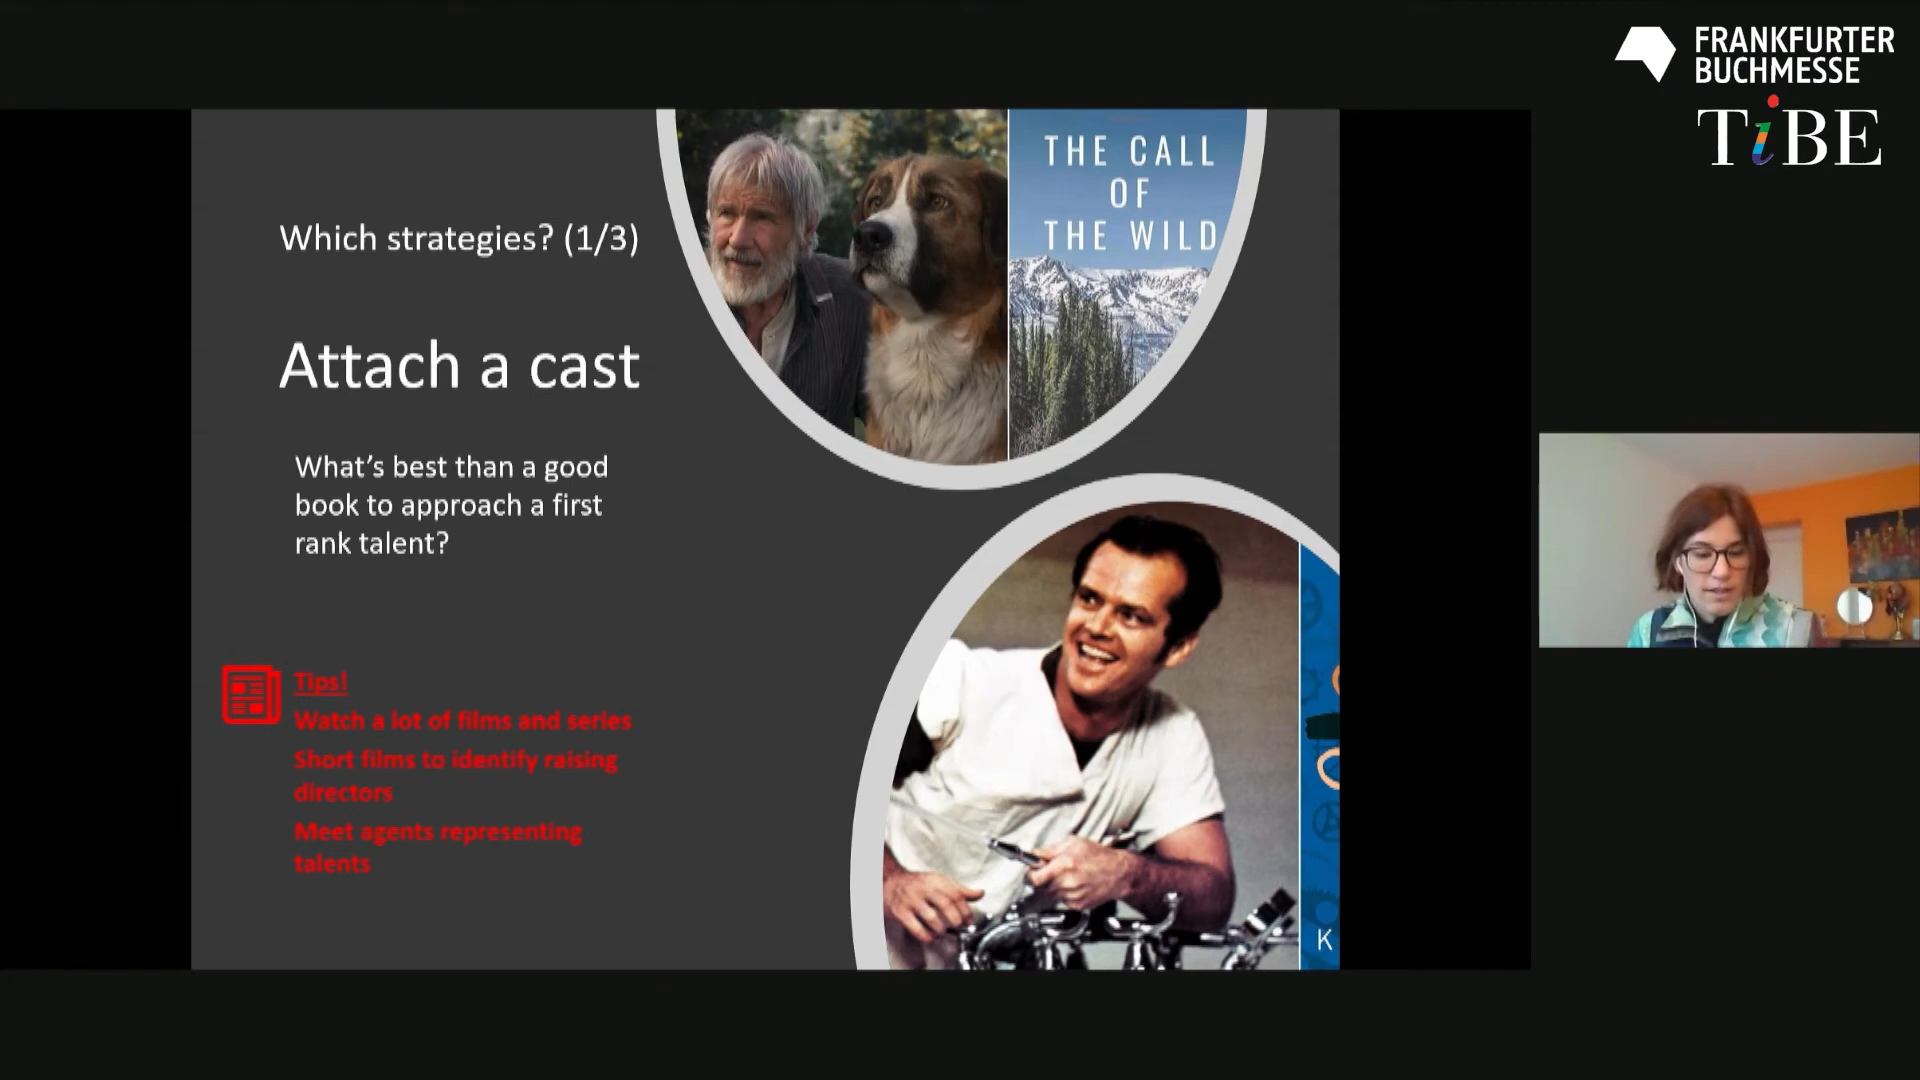 FRANKFURTER
BUCHMESSE
TiBE
Which strategies? (1/3)
Attach a cast
What's best than a good
book to approach a first
rank talent?
Tips!
Watch a lot of films and series
Short films to identify raising
directors
Meet agents representing
talents
THE CALL
OF
THE WILD
K